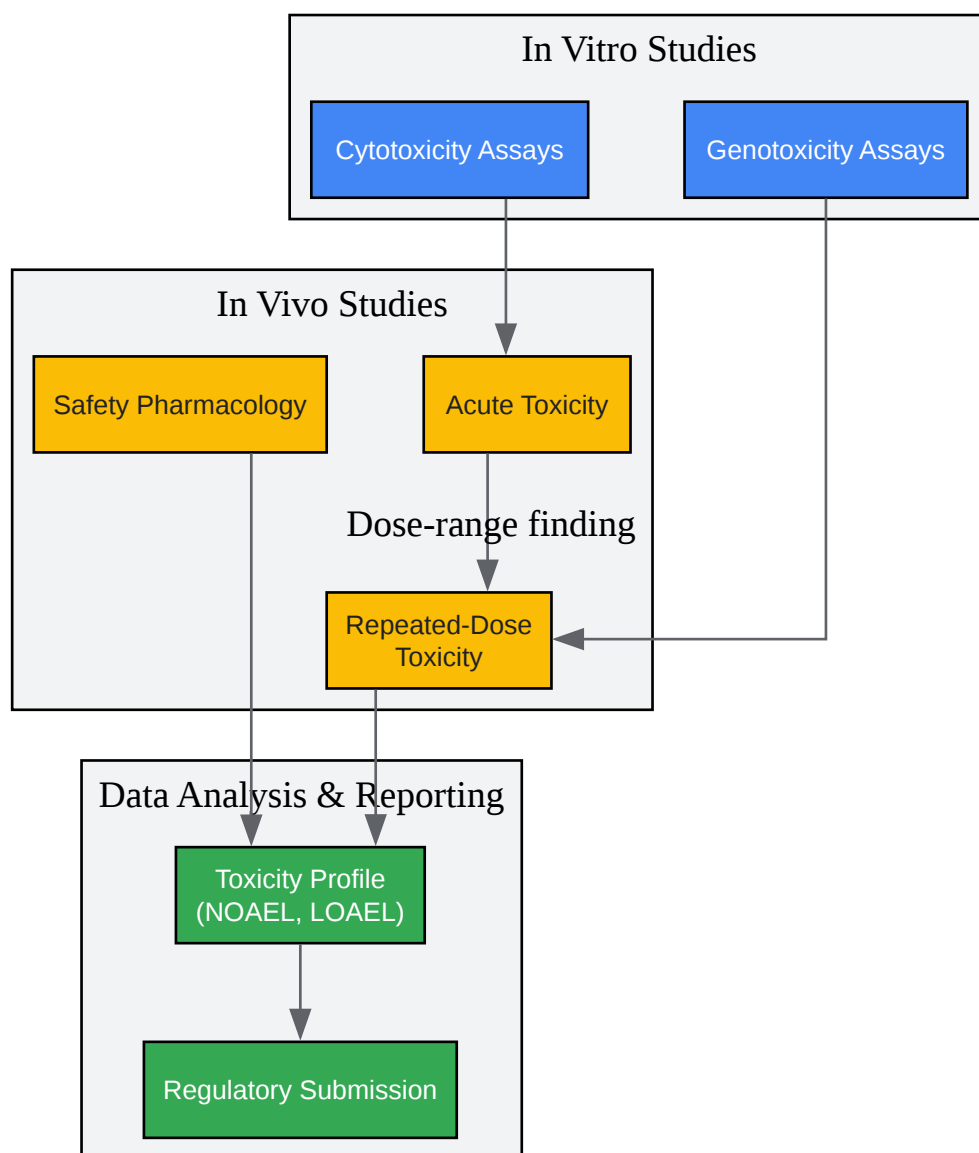 In Vitro Studies
Cytotoxicity Assays
Genotoxicity Assays
In Vivo Studies
Safety Pharmacology
Acute Toxicity
Dose-range finding
Repeated-Dose
Toxicity
Data Analysis & Reporting
Toxicity Profile
(NOAEL, LOAEL)
Regulatory Submission